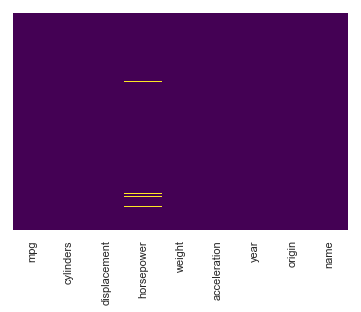 mpg
cylinders
displacement
horsepower
weight
acceleration
year
origin
name